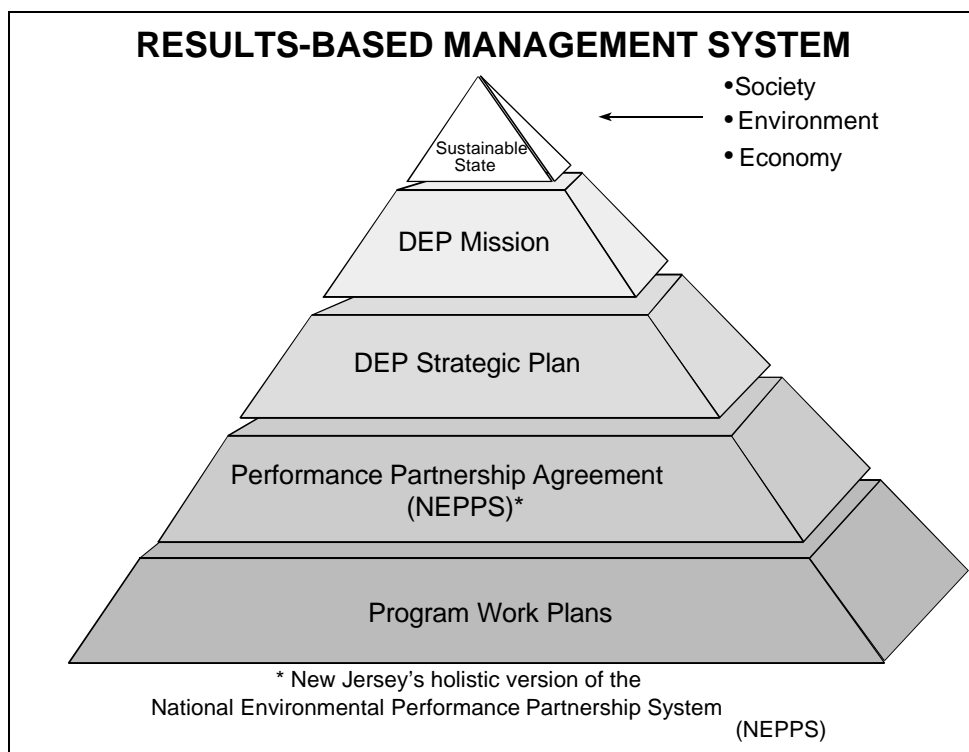 RESULTS-BASED MANAGEMENT SYSTEM
•Society
• Environment
• Economy
Sustainable
State
DEP Mission
DEP Strategic Plan
Performance Partnership Agreement
(NEPPS)*
Program Work Plans
* New Jersey's holistic version of the
National Environmental Performance Partnership System
(NEPPS)